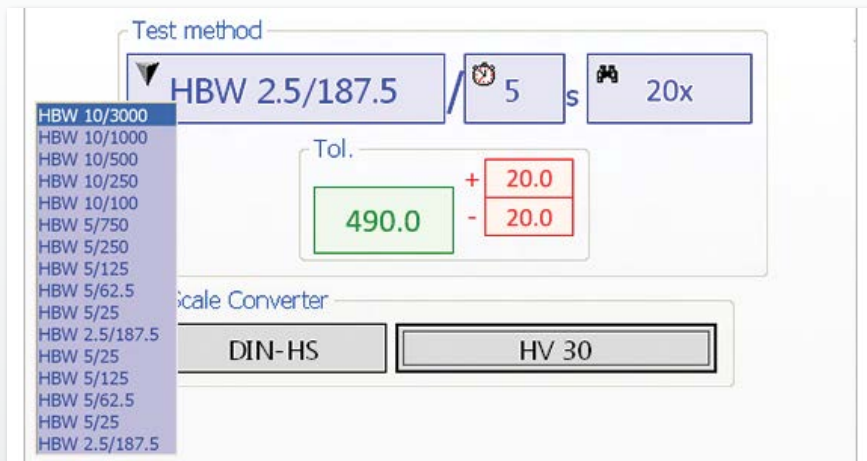 Test method
HBW 2.5/187.5 / 5 s 20x
HBW 10/3000
HBW 10/1000
HBW 10/500
HBW 10/250
HBW 10/100
HBW 5/750
HBW 5/250
HBW 5/125
HBW 5/62.5
HBW 5/25
HBW 2.5/187.5
HBW 5/25
HBW 5/125
HBW 5/62.5
HBW 5/25
HBW 2.5/187.5
Tol.
490.0
+ 20.0
- 20.0
Scale Converter
DIN-HS HV 30